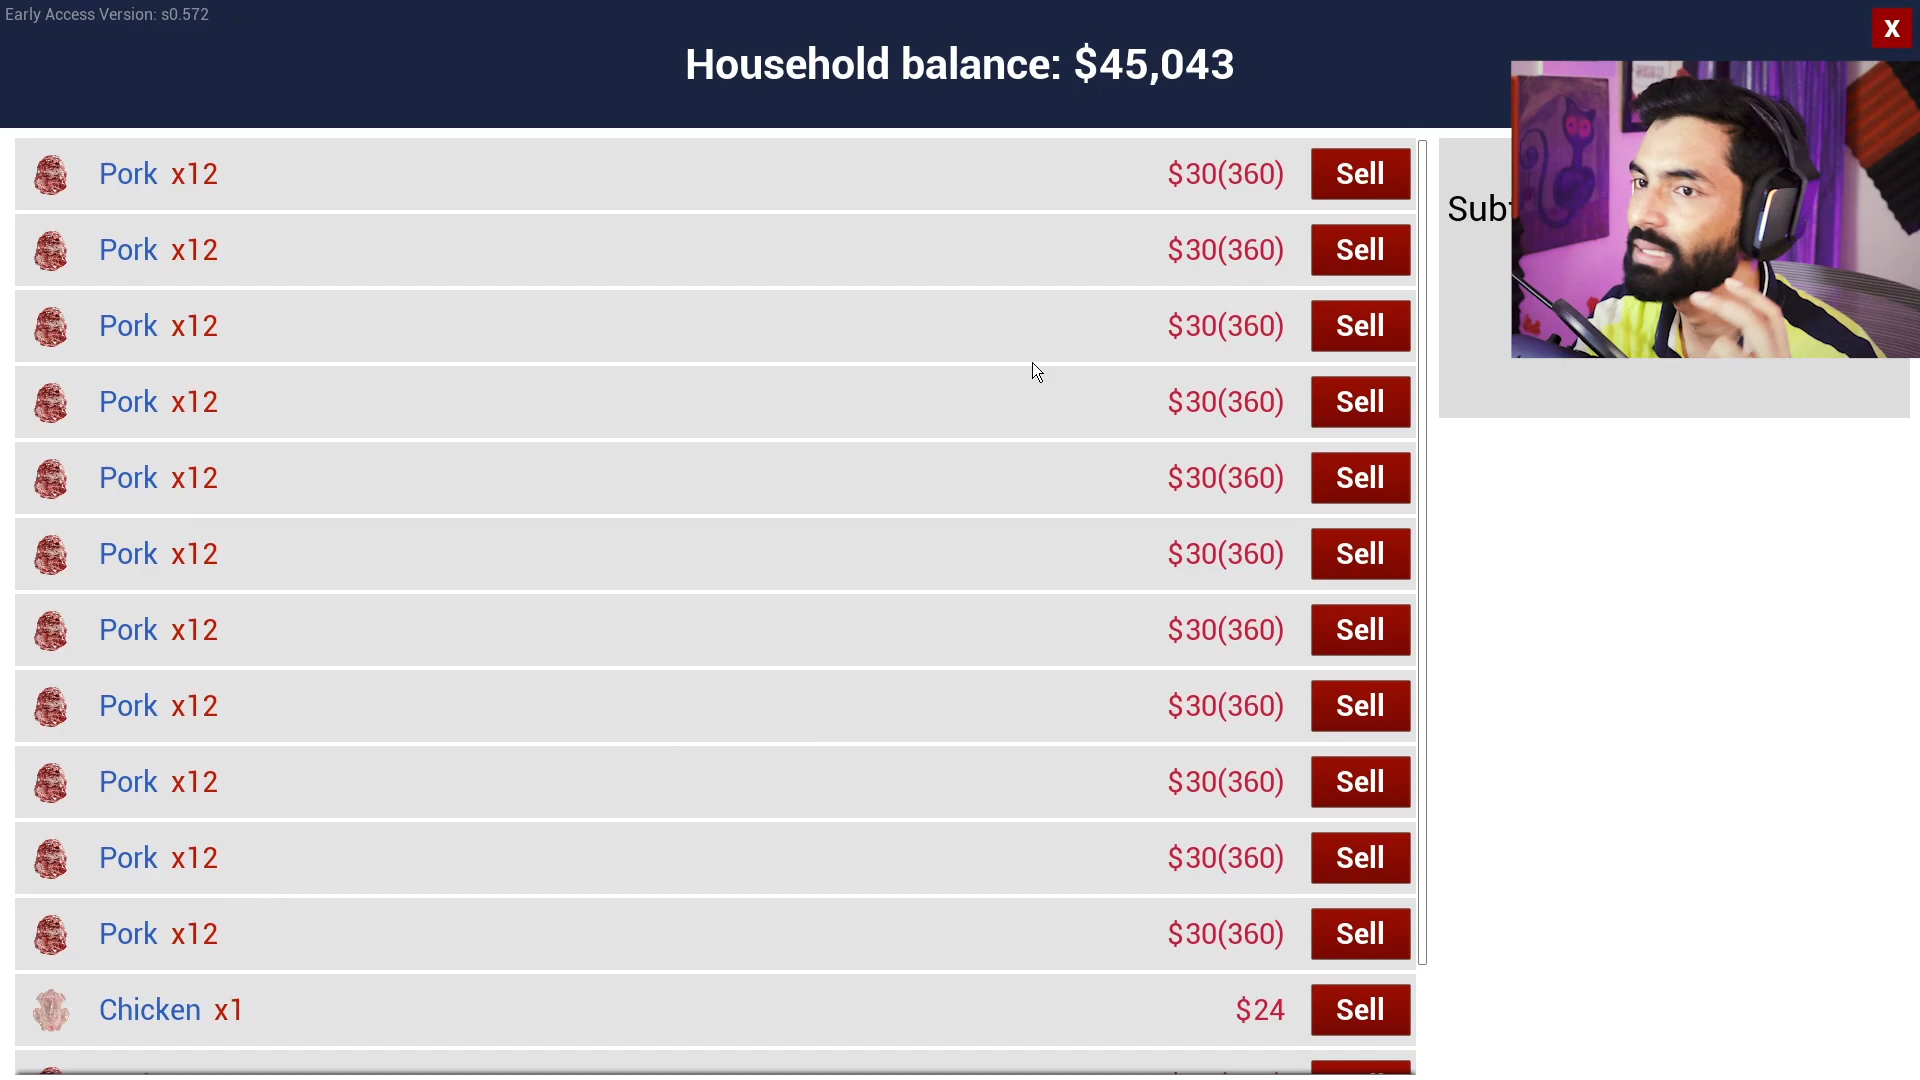 Early Access Version: s0.572
X
Household balance: $45,043
Pork x12 $30(360) Sell
Pork x12 $30(360) Sell
Pork x12 $30(360) Sell
Pork x12 $30(360) Sell
Pork x12 $30(360) Sell
Pork x12 $30(360) Sell
Pork x12 $30(360) Sell
Pork x12 $30(360) Sell
Pork x12 $30(360) Sell
Pork x12 $30(360) Sell
Pork x12 $30(360) Sell
Chicken x1 $24 Sell